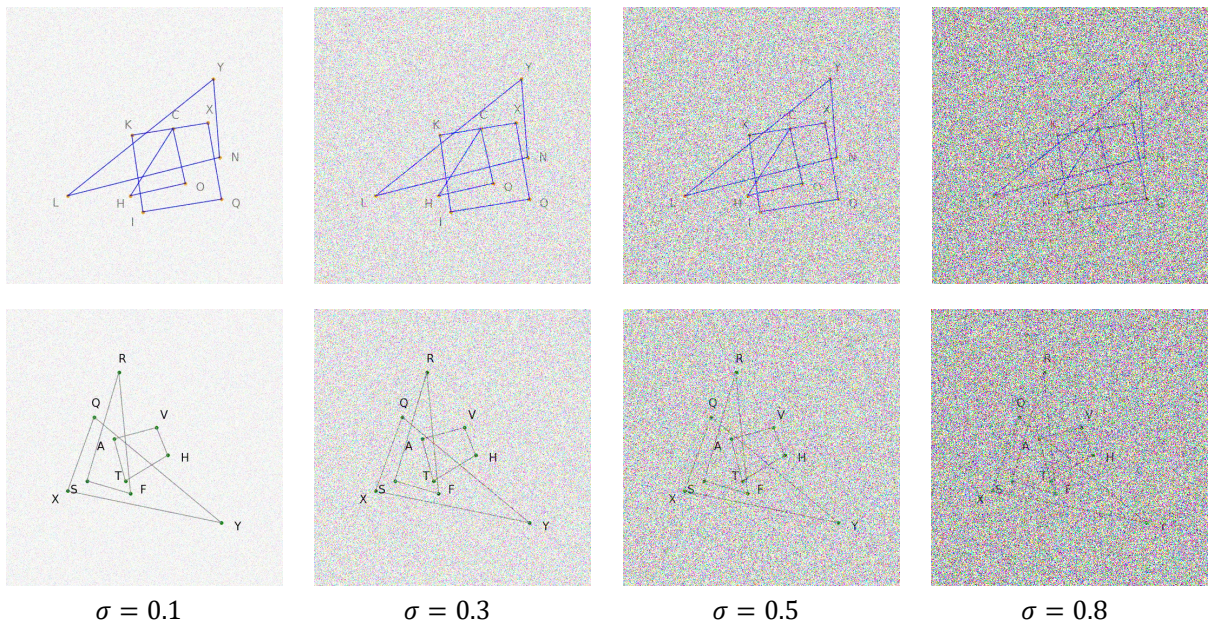 Y Y Y Y
X X X
K C K C K C
N N N N
L H O Q L H O Q L H O Q L H
I I I
R R R R
Q V Q V Q V Q V
A H A H A H A H
T T T T
X S F X S F X S F X S F
Y Y Y Y
σ = 0.1 σ = 0.3 σ = 0.5 σ = 0.8